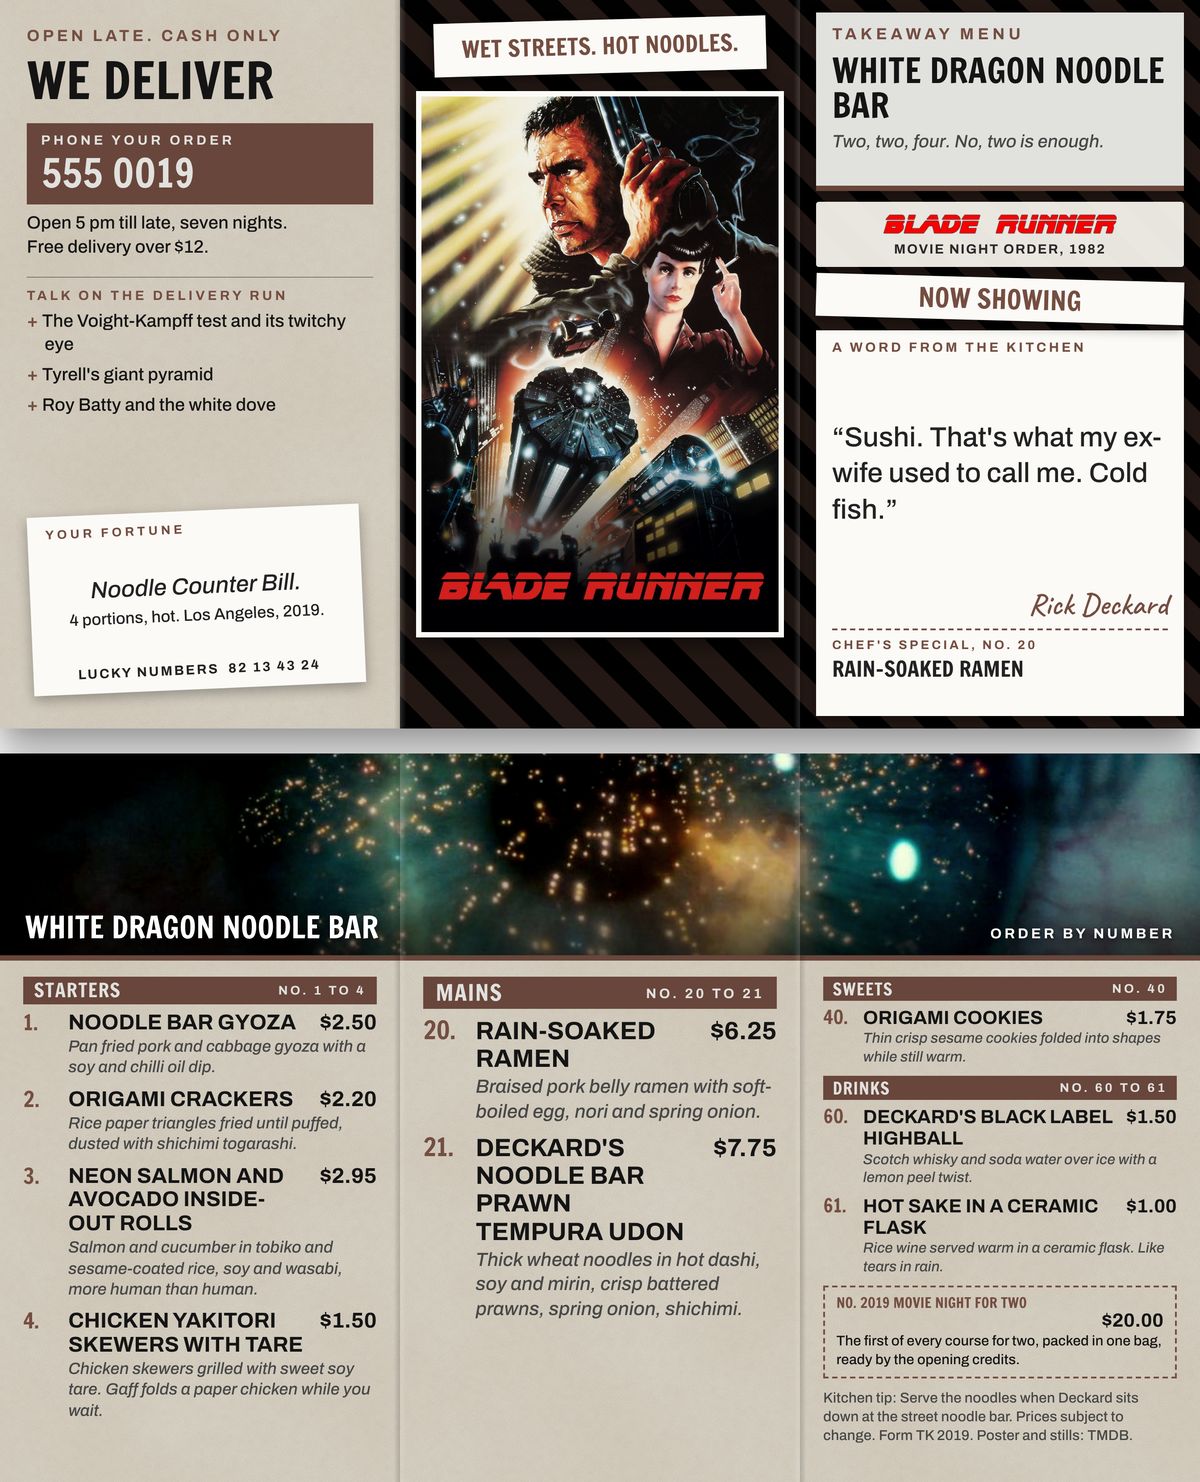 OPEN LATE. CASH ONLY
WE DELIVER
PHONE YOUR ORDER
555 0019
Open 5 pm till late, seven nights.
Free delivery over $12.
TALK ON THE DELIVERY RUN
+ The Voight-Kampff test and its twitchy
eye
+ Tyrell's giant pyramid
+ Roy Batty and the white dove
YOUR FORTUNE
Noodle Counter Bill.
4 portions, hot. Los Angeles, 2019.
LUCKY NUMBERS 82 13 43 24
WET STREETS. HOT NOODLES.
BLADE RUNNER
TAKEAWAY MENU
WHITE DRAGON NOODLE
BAR
Two, two, four. No, two is enough.
BLADE RUNNER
MOVIE NIGHT ORDER, 1982
NOW SHOWING
A WORD FROM THE KITCHEN
“Sushi. That's what my ex-
wife used to call me. Cold
fish.”
Rick Deckard
CHEF'S SPECIAL, NO. 20
RAIN-SOAKED RAMEN
WHITE DRAGON NOODLE BAR
ORDER BY NUMBER
STARTERS NO. 1 TO 4
1. NOODLE BAR GYOZA $2.50
Pan fried pork and cabbage gyoza with a
soy and chilli oil dip.
2. ORIGAMI CRACKERS $2.20
Rice paper triangles fried until puffed,
dusted with shichimi togarashi.
3. NEON SALMON AND $2.95
AVOCADO INSIDE-
OUT ROLLS
Salmon and cucumber in tobiko and
sesame-coated rice, soy and wasabi,
more human than human.
4. CHICKEN YAKITORI $1.50
SKEWERS WITH TARE
Chicken skewers grilled with sweet soy
tare. Gaff folds a paper chicken while you
wait.
MAINS NO. 20 TO 21
20. RAIN-SOAKED $6.25
RAMEN
Braised pork belly ramen with soft-
boiled egg, nori and spring onion.
21. DECKARD'S $7.75
NOODLE BAR
PRAWN
TEMPURA UDON
Thick wheat noodles in hot dashi,
soy and mirin, crisp battered
prawns, spring onion, shichimi.
SWEETS NO. 40
40. ORIGAMI COOKIES $1.75
Thin crisp sesame cookies folded into shapes
while still warm.
DRINKS NO. 60 TO 61
60. DECKARD'S BLACK LABEL $1.50
HIGHBALL
Scotch whisky and soda water over ice with a
lemon peel twist.
61. HOT SAKE IN A CERAMIC $1.00
FLASK
Rice wine served warm in a ceramic flask. Like
tears in rain.
NO. 2019 MOVIE NIGHT FOR TWO
$20.00
The first of every course for two, packed in one bag,
ready by the opening credits.
Kitchen tip: Serve the noodles when Deckard sits
down at the street noodle bar. Prices subject to
change. Form TK 2019. Poster and stills: TMDB.